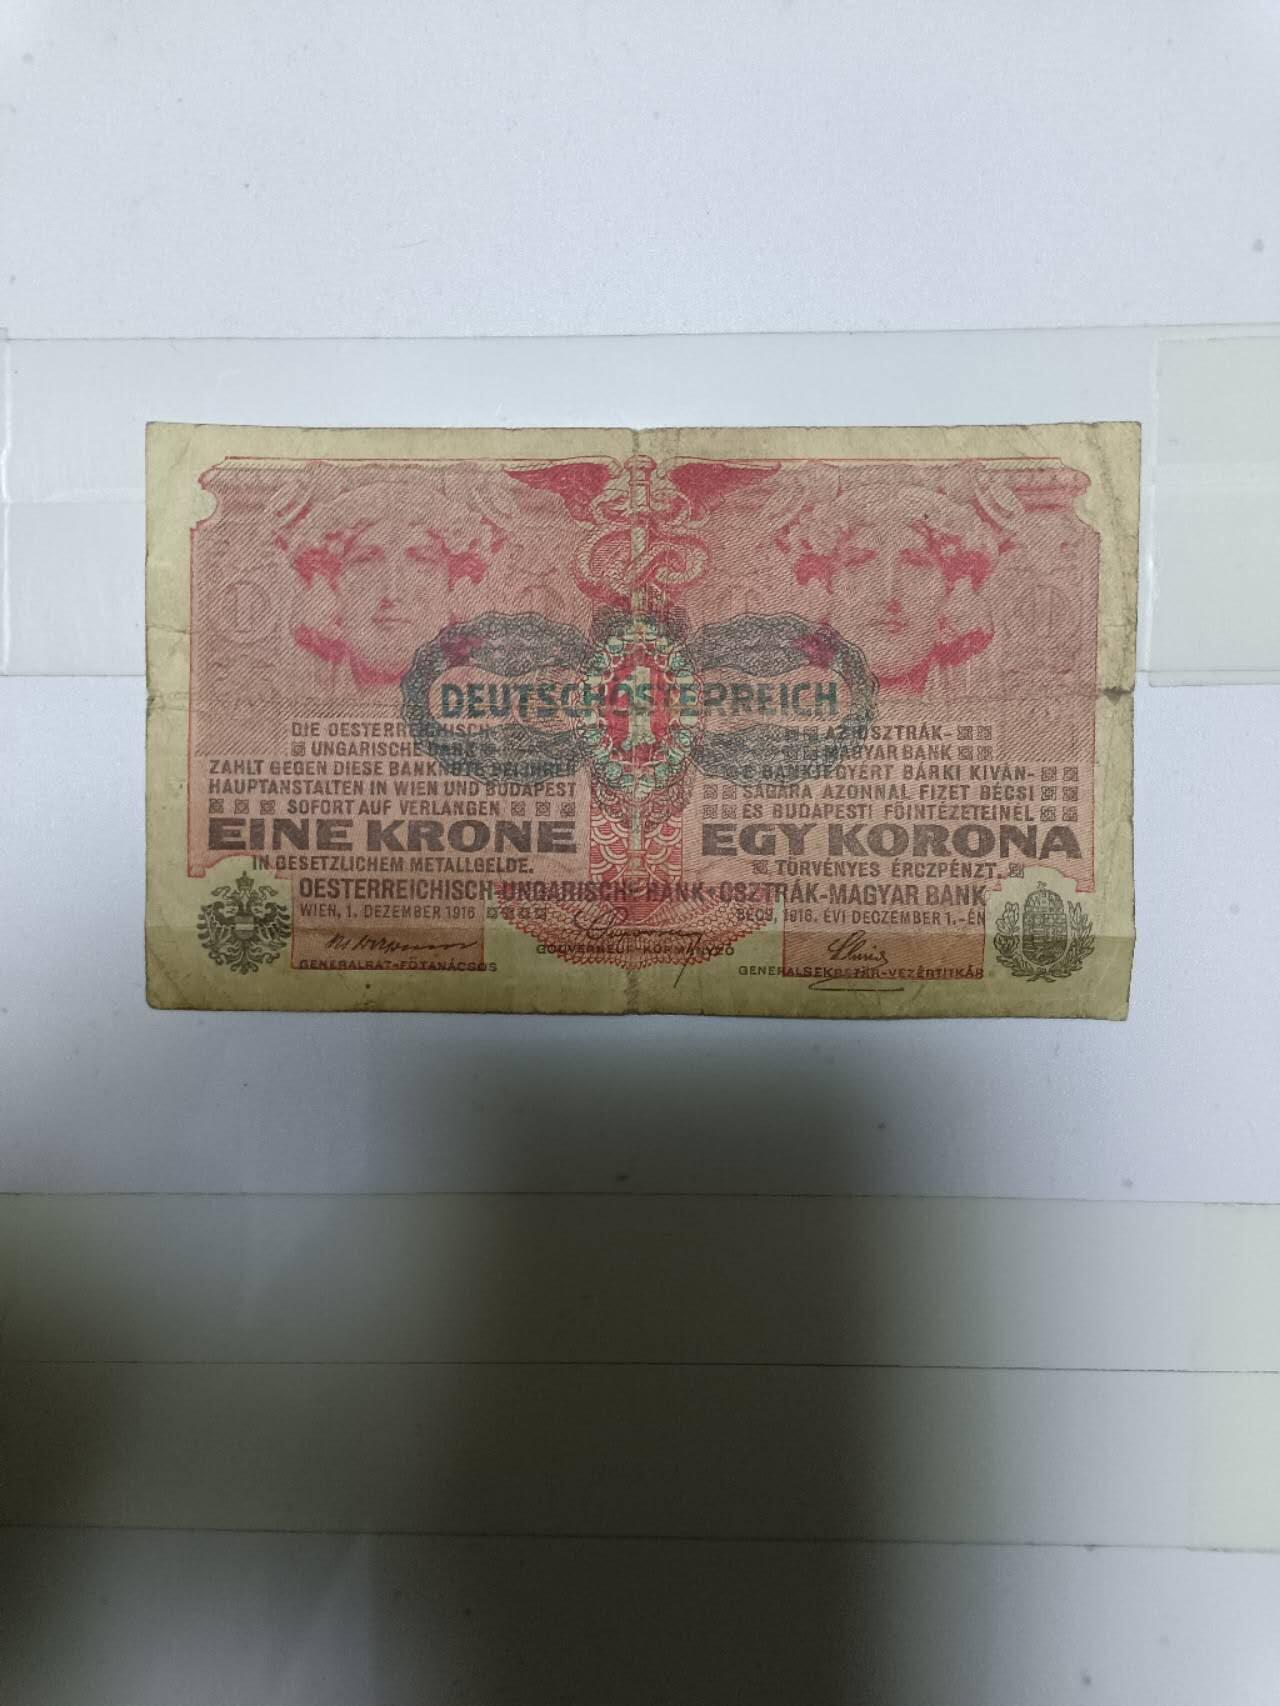 1
DEUTSCHÖSTERREICH
DIE OESTERREICHISCH-
UNGARISCHE BANK
ZAHLT GEGEN DIESE BANKNOTE BEI IHREN
HAUPTANSTALTEN IN WIEN UND BUDAPEST
SOFORT AUF VERLANGEN
EINE KRONE
IN GESETZLICHEM METALLGELDE.
AZ OSZTRÁK-
MAGYAR BANK
E BANKJEGYÉRT BÁRKI KIVÁN-
SÁGÁRA AZONNAL FIZET BÉCSI
ÉS BUDAPESTI FŐINTÉZETEINÉL
EGY KORONA
TÖRVÉNYES ÉRCZPÉNZT.
OESTERREICHISCH-UNGARISCHE BANK·OSZTRÁK-MAGYAR BANK
WIEN, 1. DEZEMBER 1916
BÉCS, 1916. ÉVI DECZEMBER 1.-ÉN
GENERALRAT-FŐTANÁCSOS
GOUVERNEUR-KORMÁNYZÓ
GENERALSEKRETÄR-VEZÉRTITKÁR